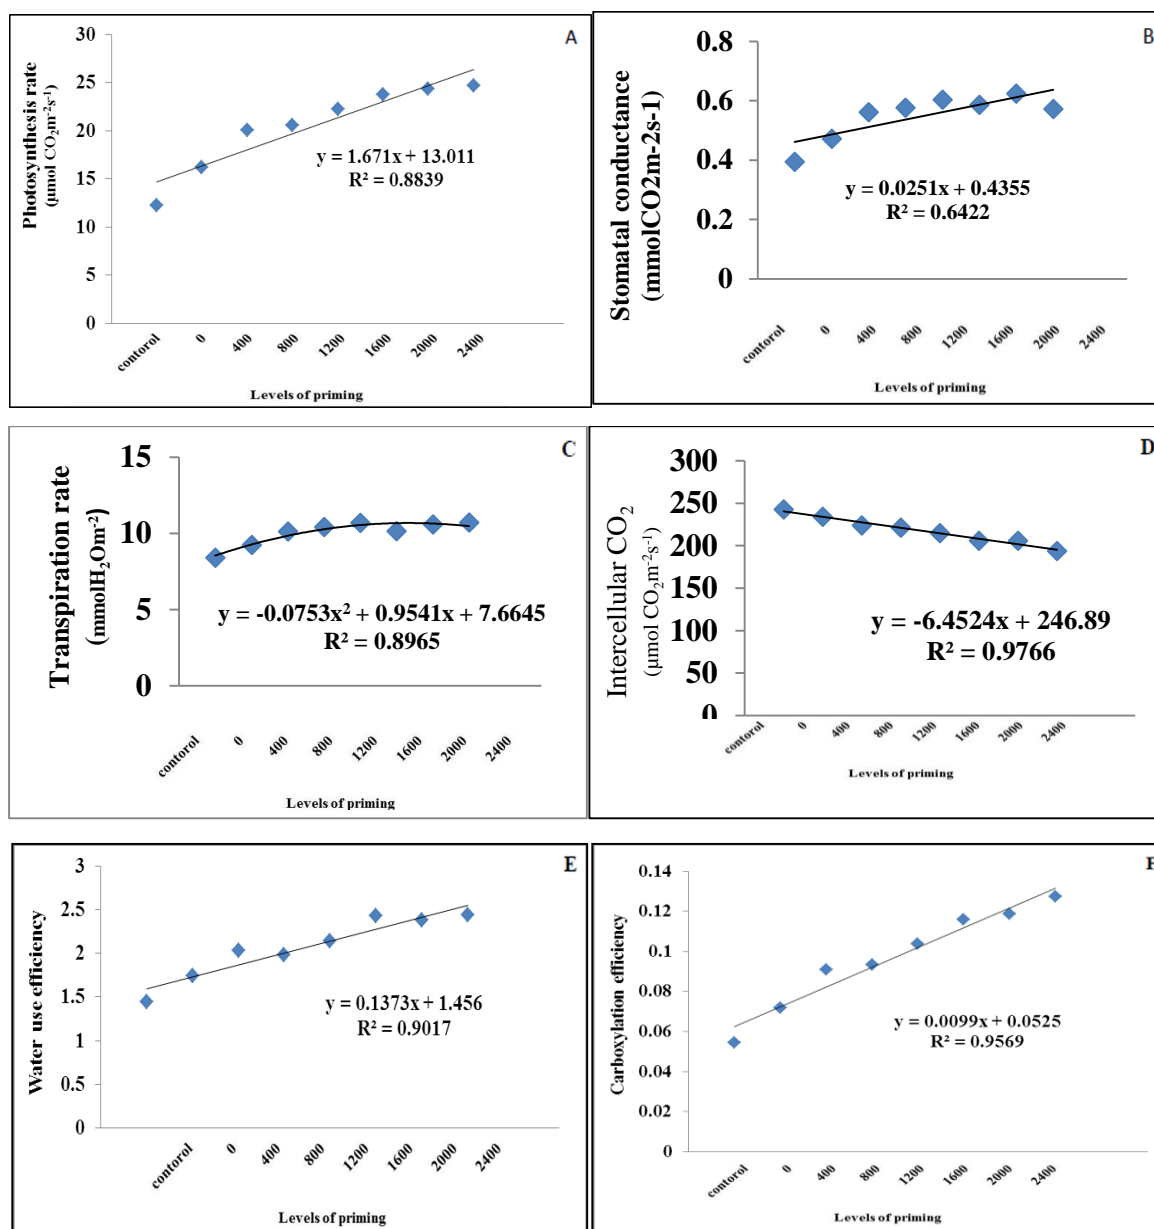 A
Photosynthesis rate
(µmol CO₂m⁻²s⁻¹)
30
25
20
15
10
5
0
y = 1.671x + 13.011
R² = 0.8839
contorol
0
400
800
1200
1600
2000
2400
Levels of priming
B
Stomatal conductance
(mmolCO2m-2s-1)
0.8
0.6
0.4
0.2
0
y = 0.0251x + 0.4355
R² = 0.6422
contorol
0
400
800
1200
1600
2000
2400
Levels of priming
C
Transpiration rate
(mmolH₂Om⁻²)
15
10
5
0
y = -0.0753x² + 0.9541x + 7.6645
R² = 0.8965
contorol
0
400
800
1200
1600
2000
2400
Levels of priming
D
Intercellular CO₂
(µmol CO₂m⁻²s⁻¹)
300
250
200
150
100
50
0
y = -6.4524x + 246.89
R² = 0.9766
contorol
0
400
800
1200
1600
2000
2400
Levels of priming
E
Water use efficiency
3
2.5
2
1.5
1
0.5
0
y = 0.1373x + 1.456
R² = 0.9017
contorol
0
400
800
1200
1600
2000
2400
Levels of priming
F
Carboxylation efficiency
0.14
0.12
0.1
0.08
0.06
0.04
0.02
0
y = 0.0099x + 0.0525
R² = 0.9569
contorol
0
400
800
1200
1600
2000
2400
Levels of priming